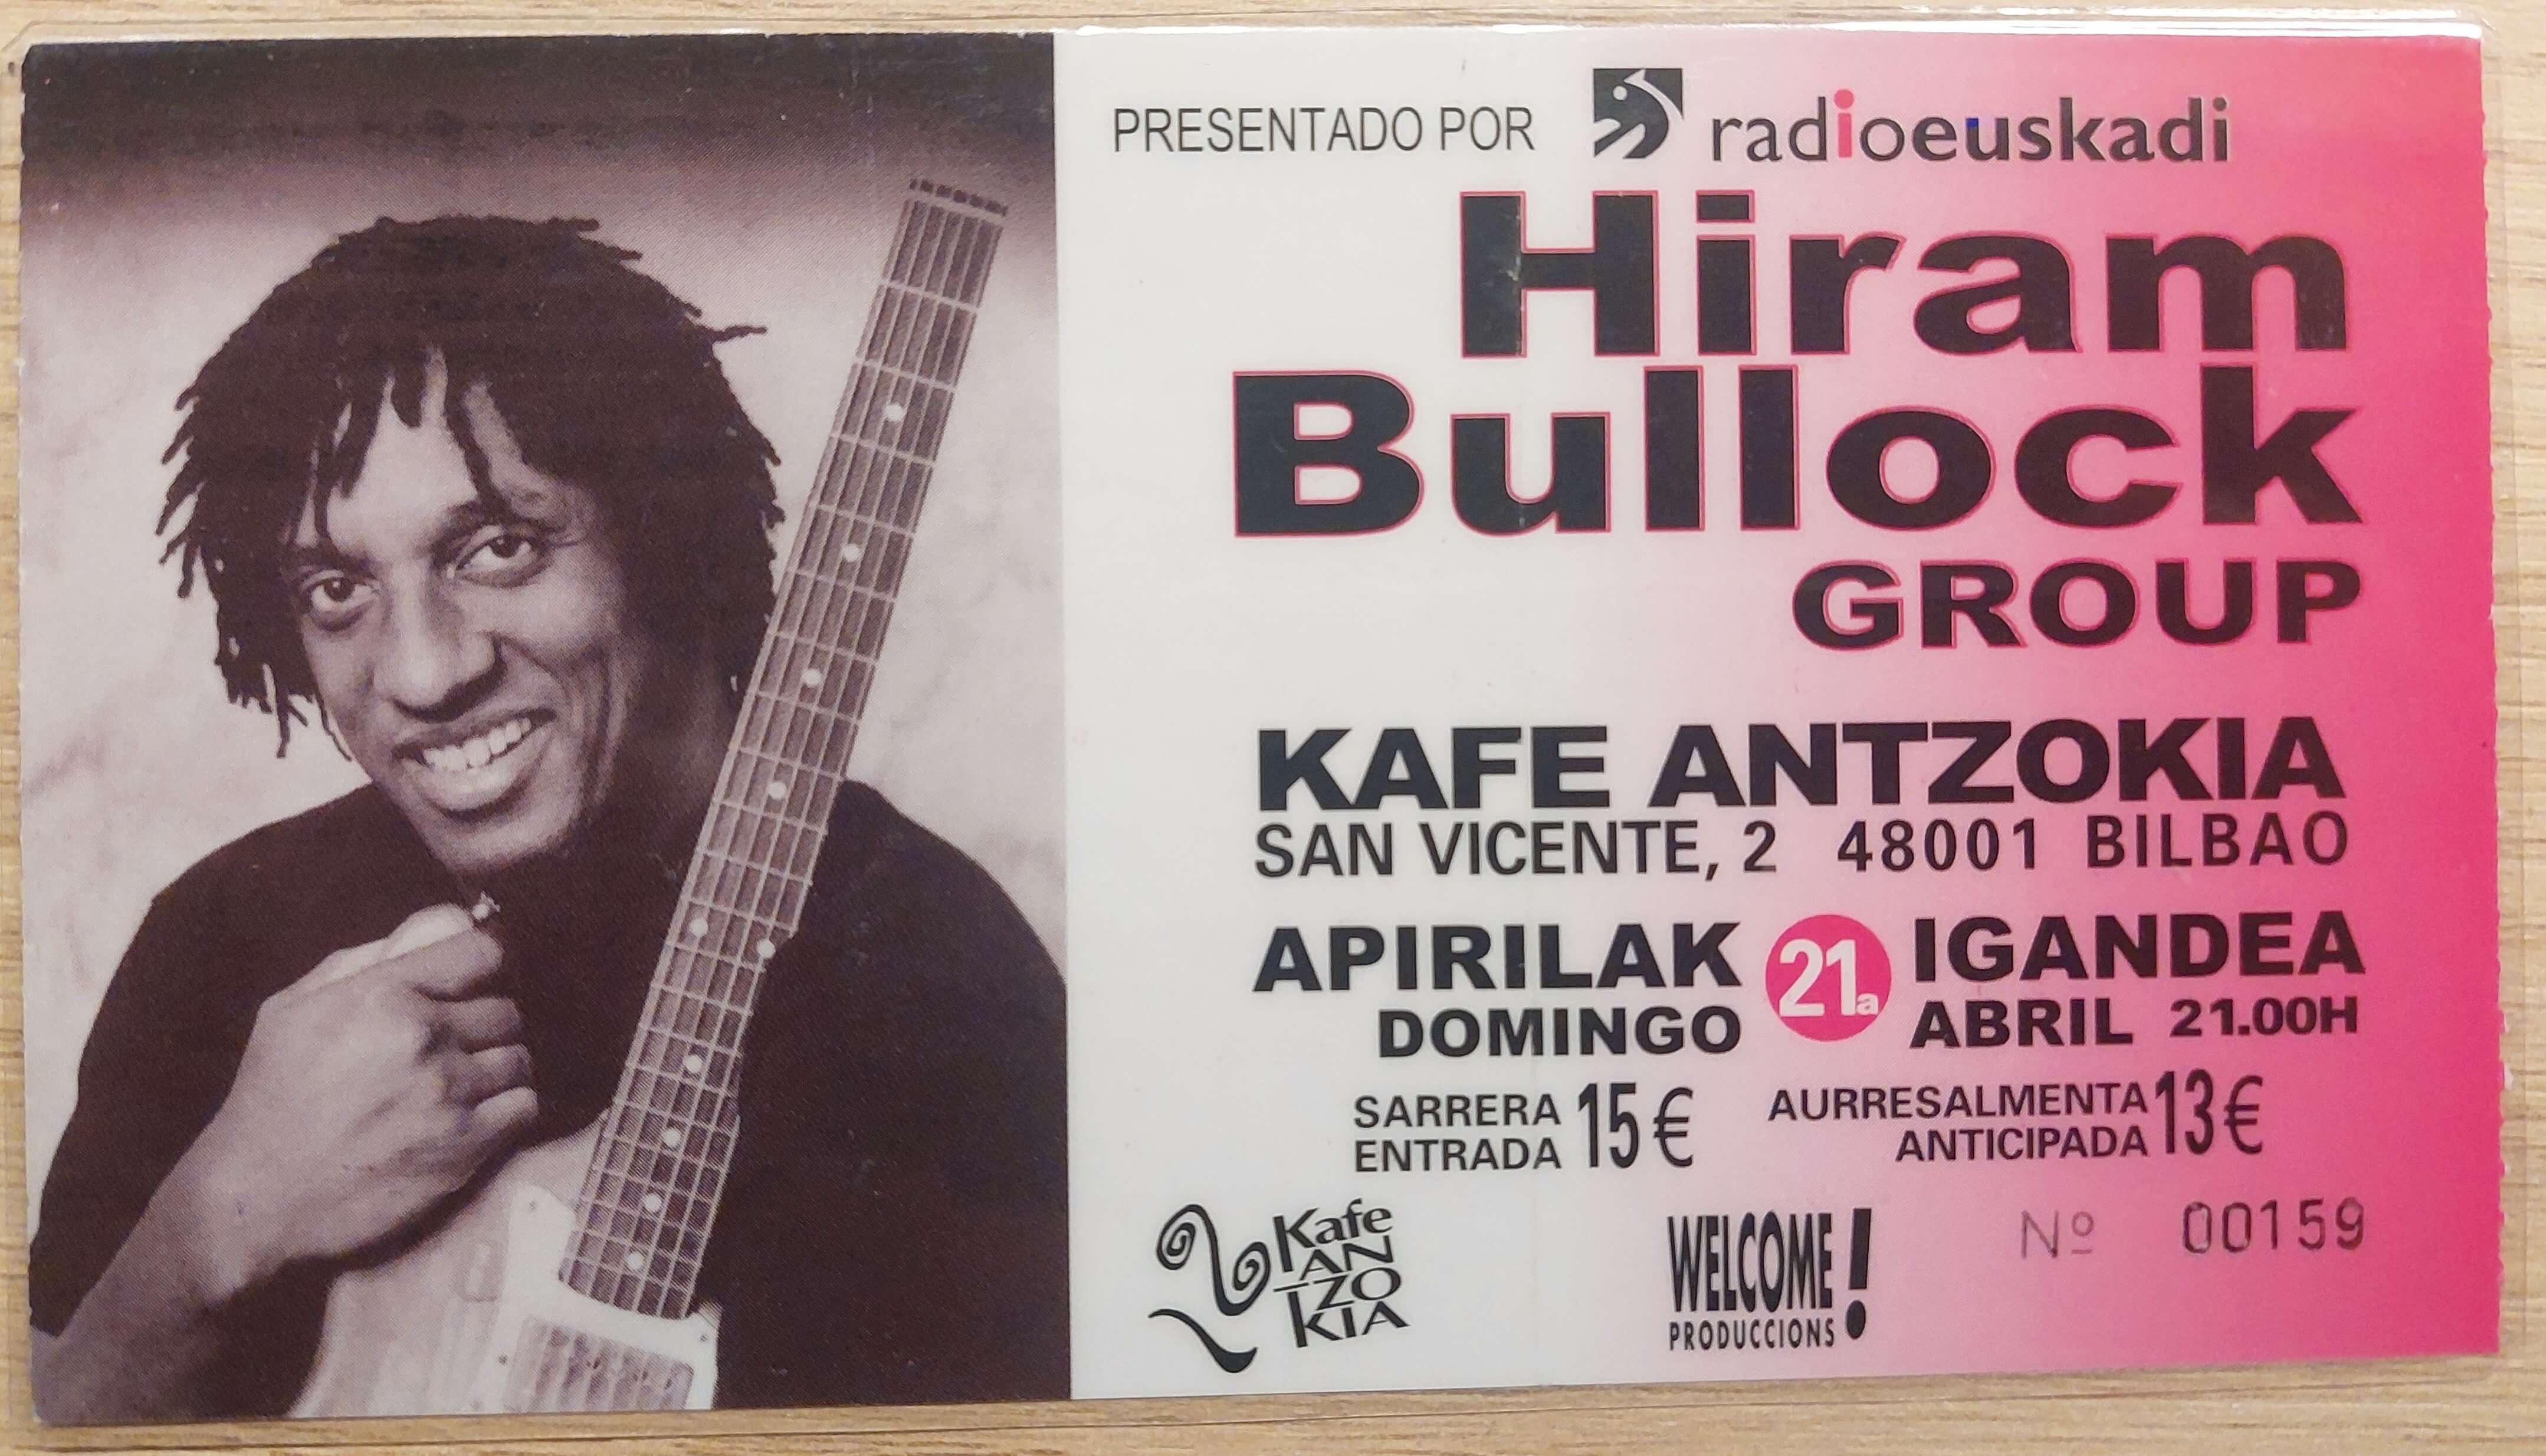 PRESENTADO POR radioeuskadi
Hiram
Bullock
GROUP
KAFE ANTZOKIA
SAN VICENTE, 2 48001 BILBAO
APIRILAK 21a IGANDEA
DOMINGO ABRIL 21.00H
SARRERA ENTRADA 15€ AURRESALMENTA ANTICIPADA 13€
Kafe
AN
TZO
KIA
WELCOME!
PRODUCCIONS
Nº 00159